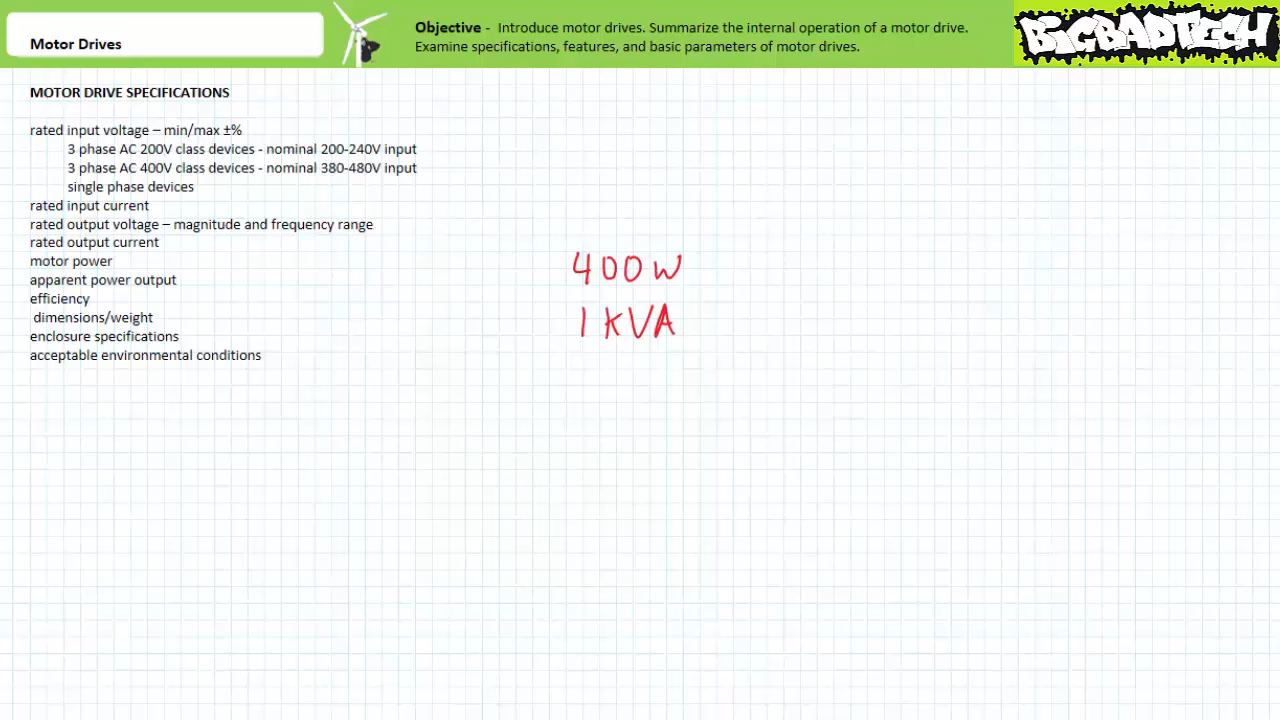 Motor Drives
Objective - Introduce motor drives. Summarize the internal operation of a motor drive.
Examine specifications, features, and basic parameters of motor drives.
BIGBADTECH
MOTOR DRIVE SPECIFICATIONS
rated input voltage – min/max ±%
3 phase AC 200V class devices - nominal 200-240V input
3 phase AC 400V class devices - nominal 380-480V input
single phase devices
rated input current
rated output voltage – magnitude and frequency range
rated output current
motor power
apparent power output
efficiency
dimensions/weight
enclosure specifications
acceptable environmental conditions
400W
1 KVA